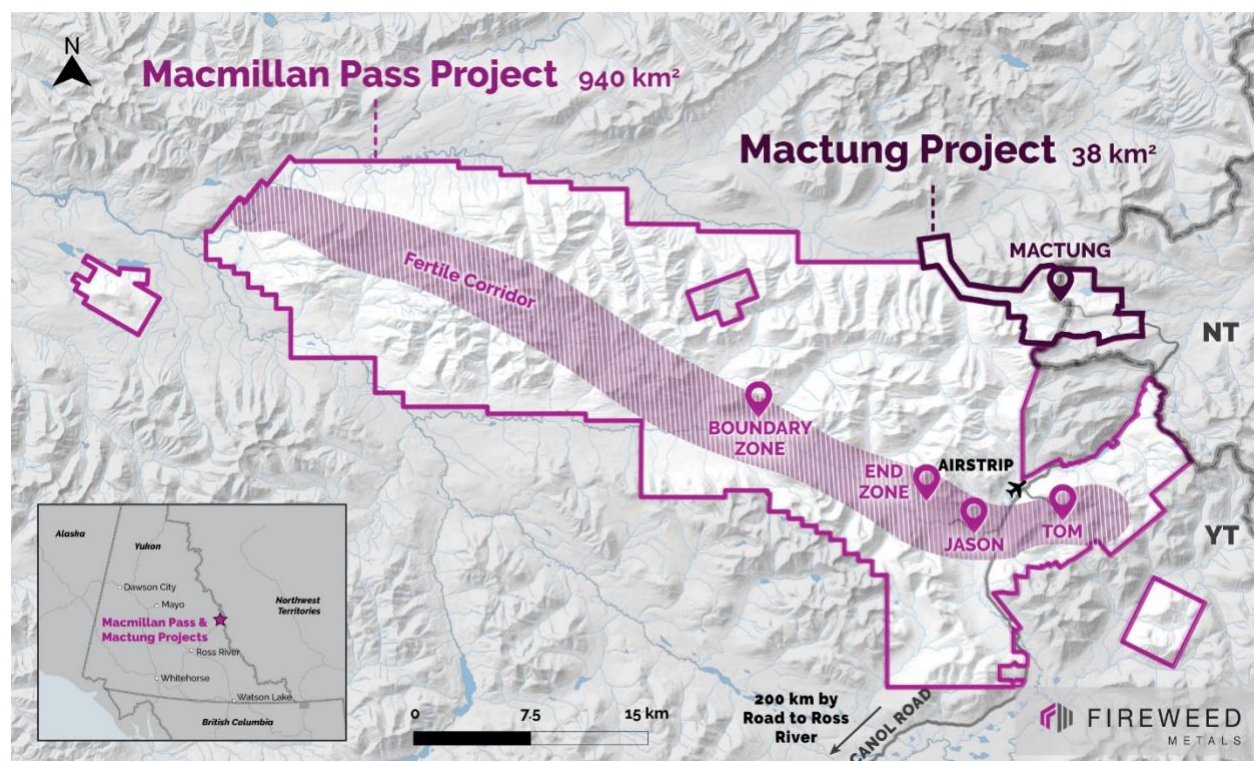 N
Macmillan Pass Project 940 km²
Mactung Project 38 km²
MACTUNG
NT
Fertile Corridor
BOUNDARY
ZONE
END
ZONE
AIRSTRIP
JASON
TOM
YT
Alaska
Yukon
Dawson City
Mayo
Northwest
Territories
Macmillan Pass &
Mactung Projects
Ross River
Whitehorse
Watson Lake
British Columbia
0 7.5 15 km
200 km by
Road to Ross
River
CANOL ROAD
FIREWEED
METALS